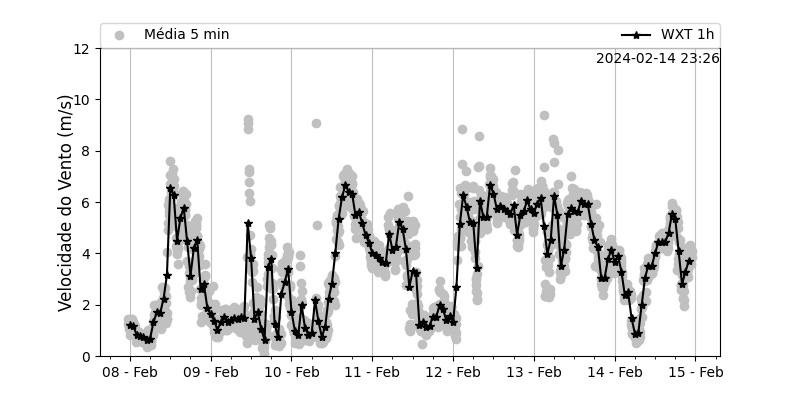 Média 5 min
WXT 1h
2024-02-14 23:26
Velocidade do Vento (m/s)
12
10
8
6
4
2
0
08 - Feb
09 - Feb
10 - Feb
11 - Feb
12 - Feb
13 - Feb
14 - Feb
15 - Feb